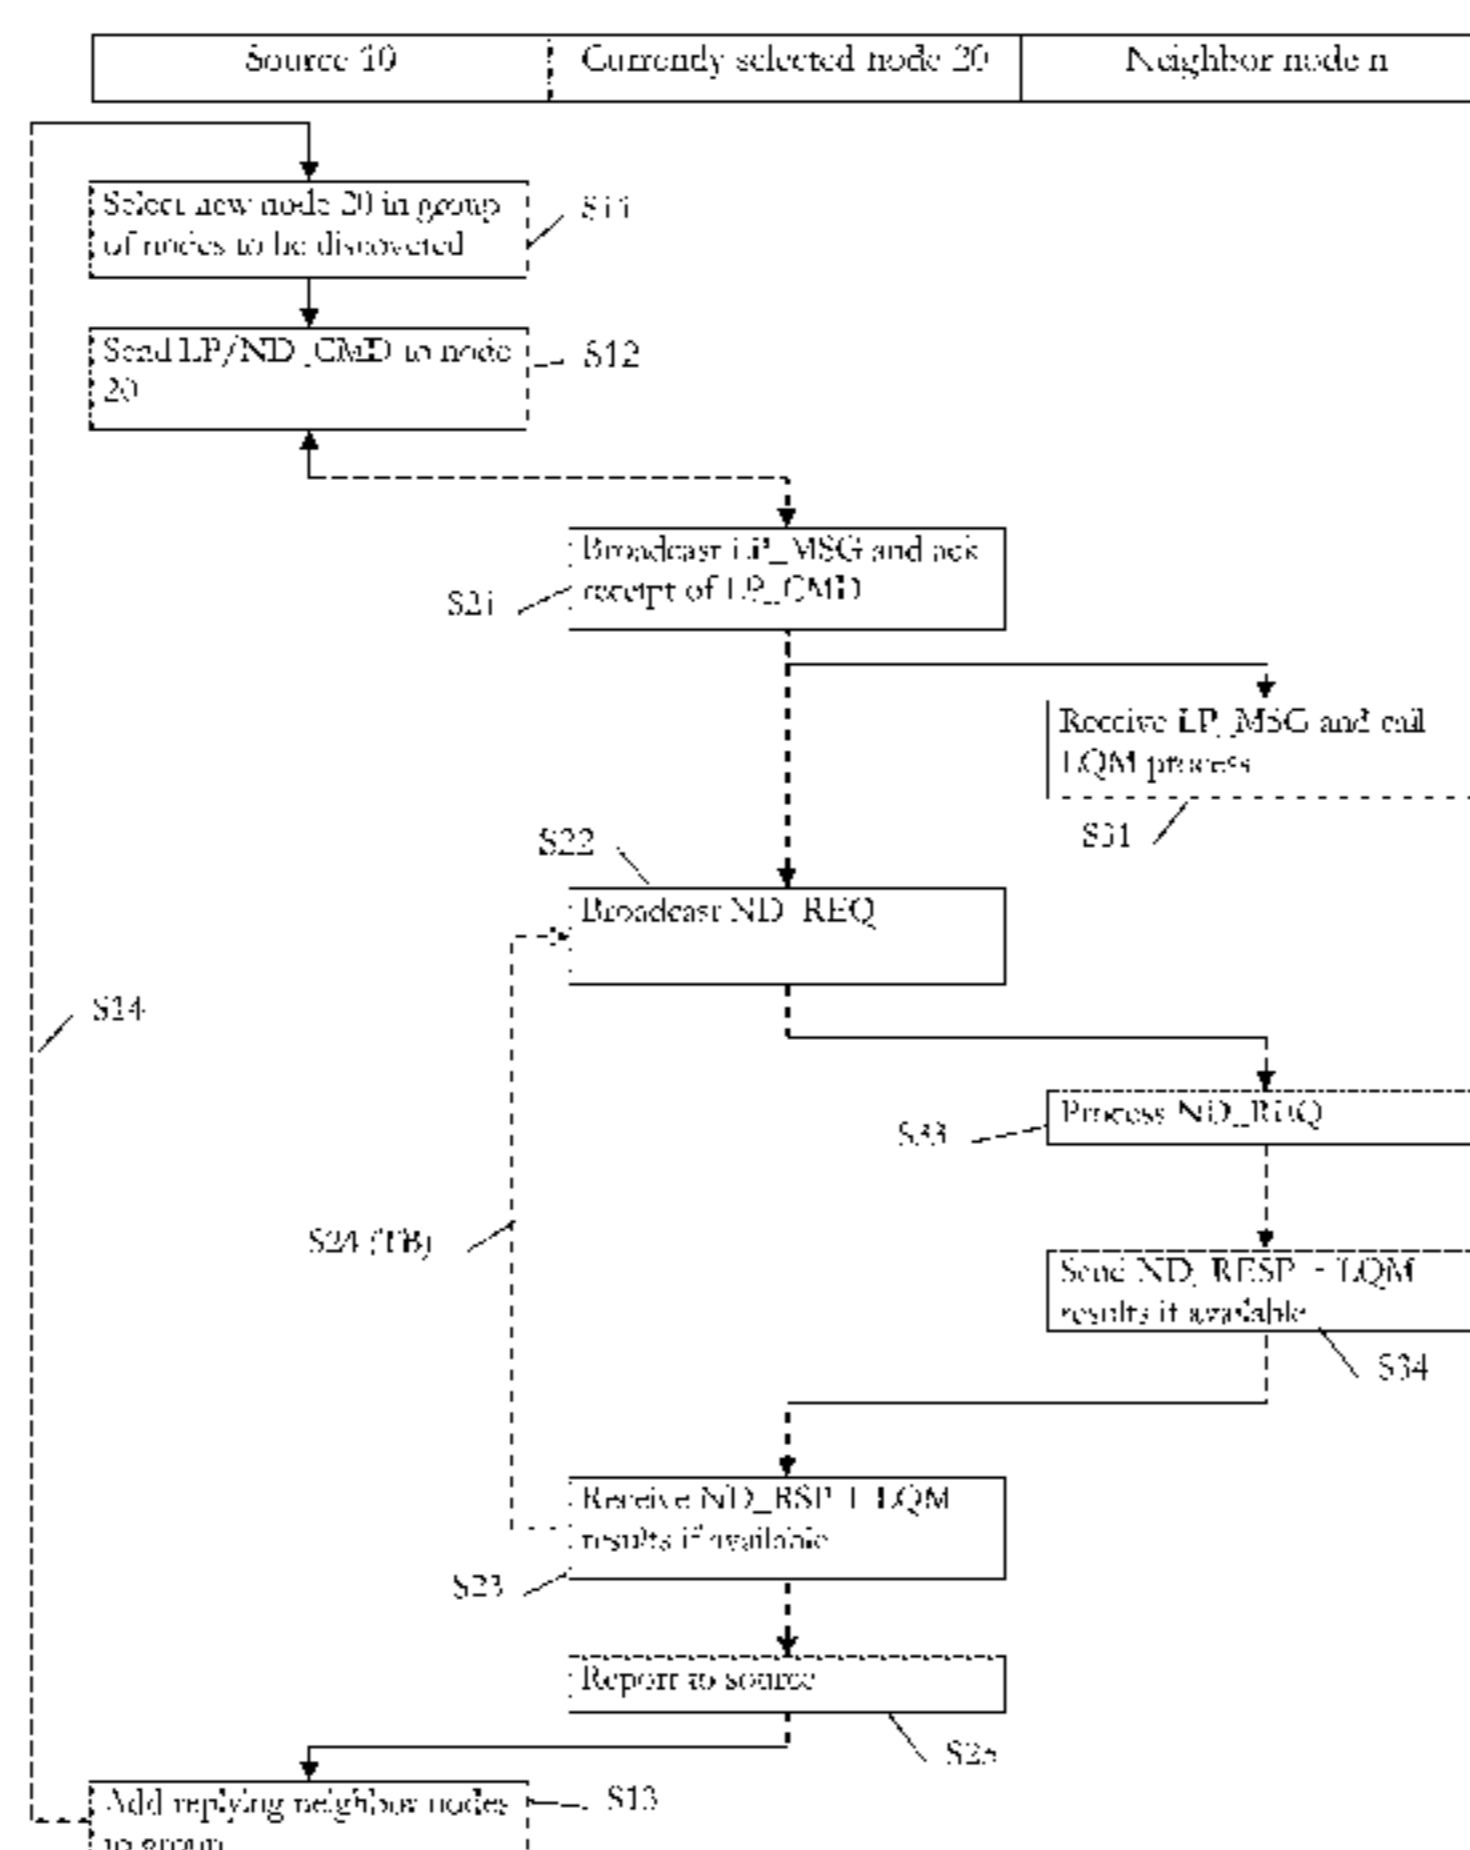 Source 10
Currently selected node 20
Neighbor node n
Select new node 20 in group
of nodes to be discovered
S11
Send LP/ND_CMD to node
20
S12
Broadcast LP_MSG and ack
receipt of LP_CMD
S21
Receive LP_MSG and call
LQM process
S31
S22
Broadcast ND_REQ
S14
Process ND_REQ
S33
S24 (TB)
Send ND_RESP + LQM
results if available
S34
Receive ND_RSP + LQM
results if available
S23
Report to source
S25
Add replying neighbor nodes
to group
S13